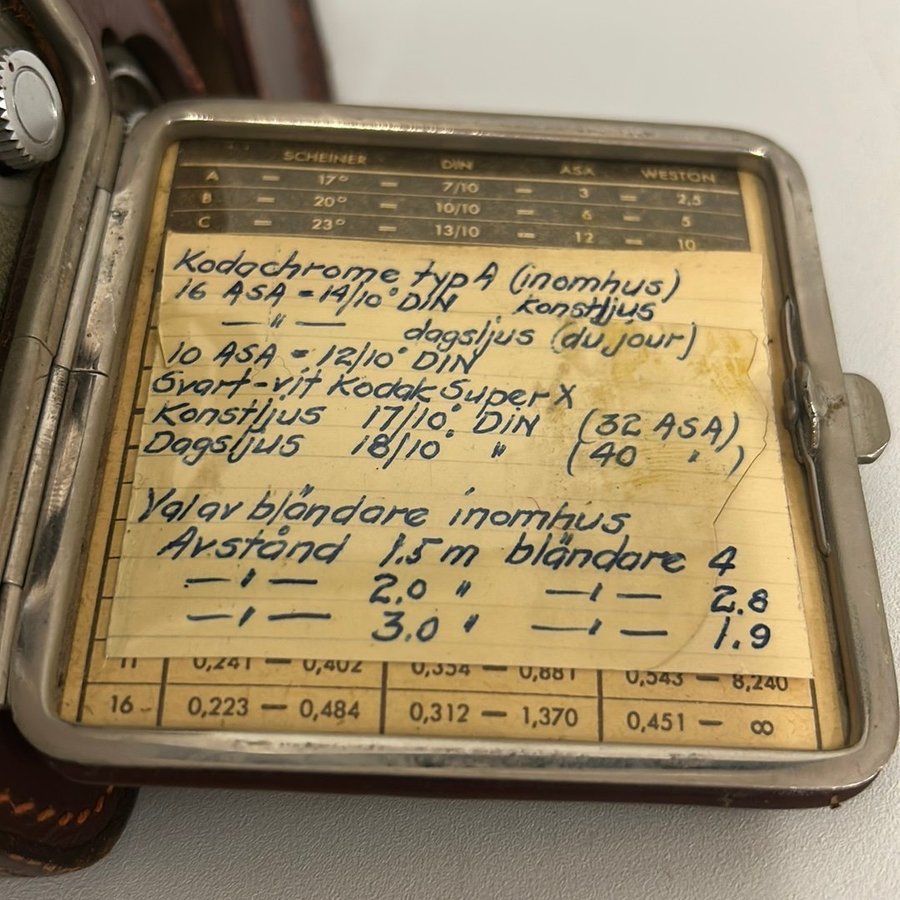 SCHEINER DIN ASA WESTON
A — 17° — 7/10 — 3 — 2,5
B — 20° — 10/10 — 6 — 5
C — 23° — 13/10 — 12 — 10
Kodachrome typ A (inomhus)
16 ASA = 14/10° DIN konstljus
— " — dagsljus (du jour)
10 ASA = 12/10° DIN
Svart-vit Kodak Super X
Konstljus 17/10° DIN (32 ASA)
Dagsljus 18/10° " (40 " )
Val av bländare inomhus
Avstånd 1.5 m bländare 4
— " — 2.0 " — " — 2.8
— " — 3.0 " — " — 1.9
11 0,241 — 0,402 0,354 — 0,881 0,543 — 8,240
16 - 0,223 — 0,484 0,312 — 1,370 0,451 — ∞